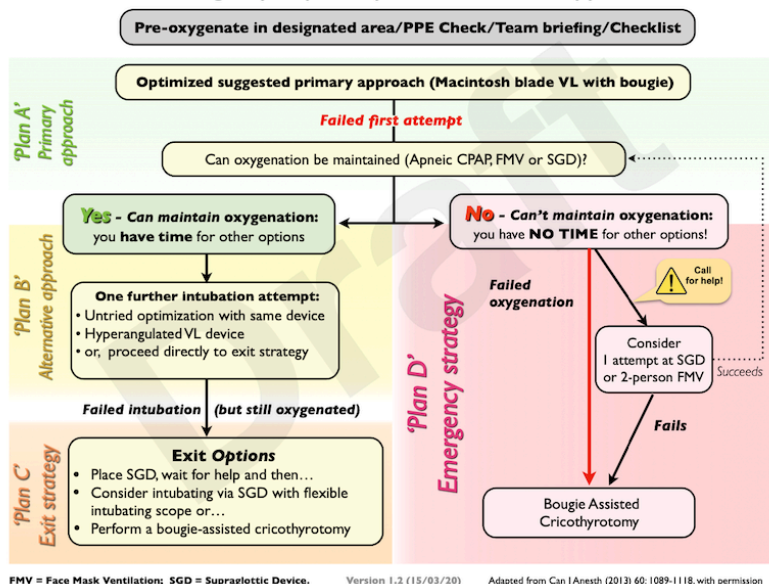 Pre-oxygenate in designated area/PPE Check/Team briefing/Checklist
'Plan A'
Primary
approach
Optimized suggested primary approach (Macintosh blade VL with bougie)
Failed first attempt
Can oxygenation be maintained (Apneic CPAP, FMV or SGD)?
Yes - Can maintain oxygenation:
you have time for other options
No - Can't maintain oxygenation:
you have NO TIME for other options!
'Plan B'
Alternative approach
One further intubation attempt:
• Untried optimization with same device
• Hyperangulated VL device
• or, proceed directly to exit strategy
Failed intubation (but still oxygenated)
'Plan C'
Exit strategy
Exit Options
• Place SGD, wait for help and then...
• Consider intubating via SGD with flexible
intubating scope or...
• Perform a bougie-assisted cricothyrotomy
'Plan D'
Emergency strategy
Failed
oxygenation
Call
for help!
Consider
1 attempt at SGD
or 2-person FMV
Succeeds
Fails
Bougie Assisted
Cricothyrotomy
Draft
FMV = Face Mask Ventilation; SGD = Supraglottic Device.
Version 1.2 (15/03/20)
Adapted from Can J Anesth (2013) 60: 1089-1118, with permission